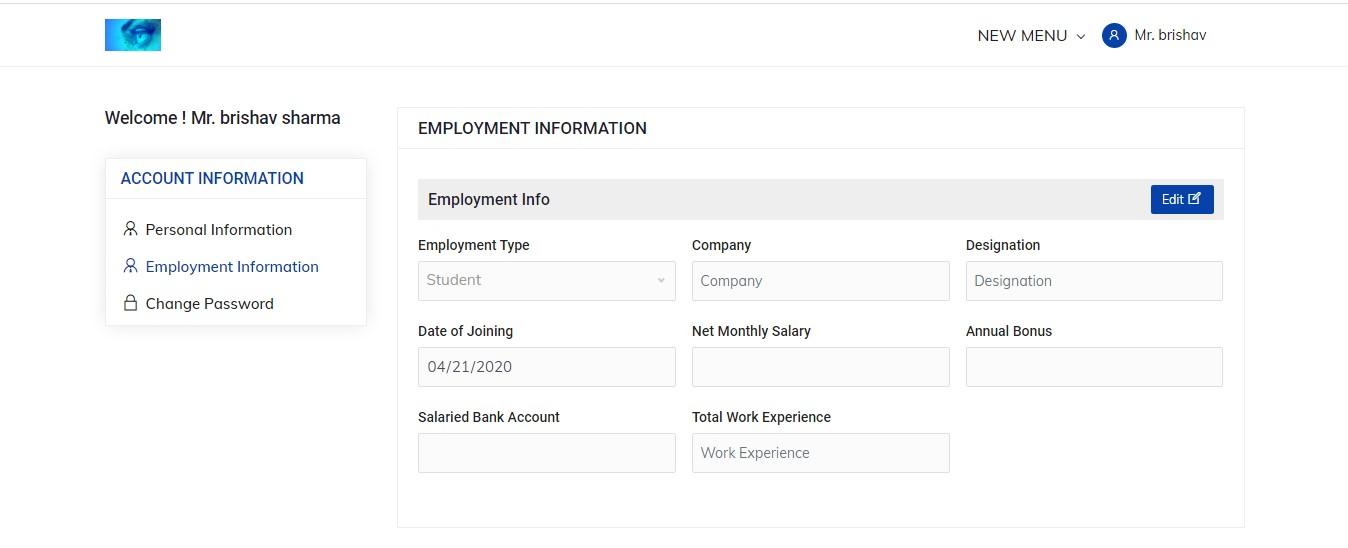 NEW MENU
Mr. brishav
Welcome ! Mr. brishav sharma
ACCOUNT INFORMATION
Personal Information
Employment Information
Change Password
EMPLOYMENT INFORMATION
Employment Info
Edit
Employment Type
Company
Designation
Student
Company
Designation
Date of Joining
Net Monthly Salary
Annual Bonus
04/21/2020
Salaried Bank Account
Total Work Experience
Work Experience